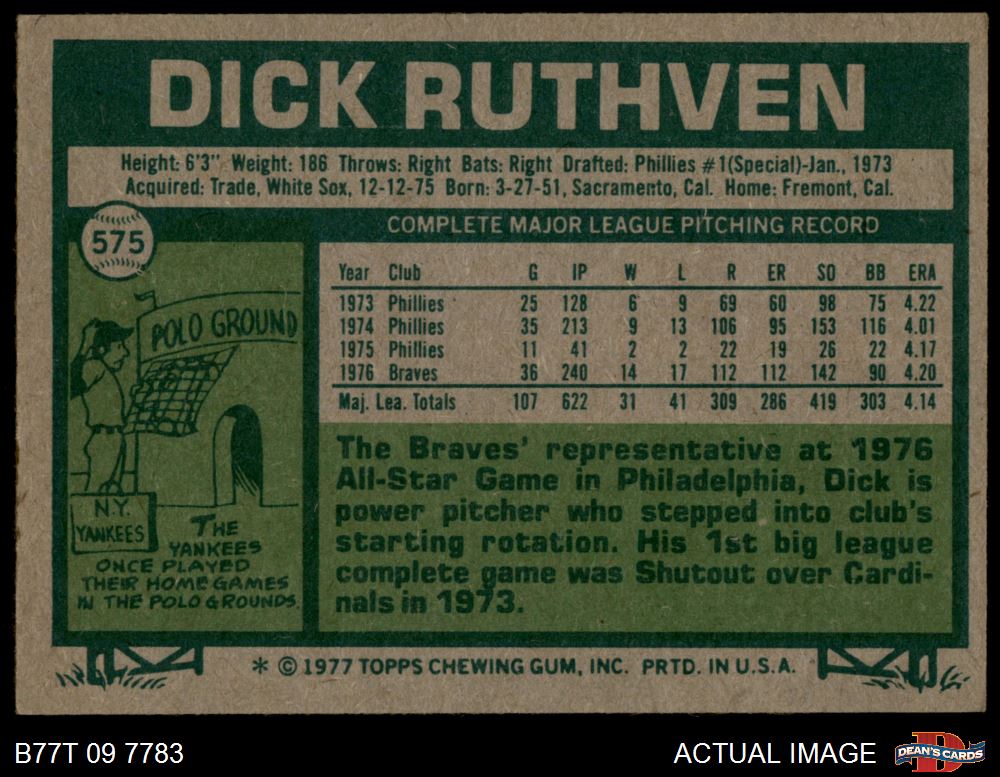 DICK RUTHVEN
Height: 6'3" Weight: 186 Throws: Right Bats: Right Drafted: Phillies #1(Special)-Jan., 1973
Acquired: Trade, White Sox, 12-12-75 Born: 3-27-51, Sacramento, Cal. Home: Fremont, Cal.
575
COMPLETE MAJOR LEAGUE PITCHING RECORD
Year Club G IP W L R ER SO BB ERA
1973 Phillies 25 128 6 9 69 60 98 75 4.22
1974 Phillies 35 213 9 13 106 95 153 116 4.01
1975 Phillies 11 41 2 2 22 19 26 22 4.17
1976 Braves 36 240 14 17 112 112 142 90 4.20
Maj. Lea. Totals 107 622 31 41 309 286 419 303 4.14
POLO GROUND
N.Y.
YANKEES
THE
YANKEES
ONCE PLAYED
THEIR HOME GAMES
IN THE POLO GROUNDS.
The Braves' representative at 1976
All-Star Game in Philadelphia, Dick is
power pitcher who stepped into club's
starting rotation. His 1st big league
complete game was Shutout over Cardi-
nals in 1973.
* © 1977 TOPPS CHEWING GUM, INC. PRTD. IN U.S.A.
B77T 09 7783
ACTUAL IMAGE
D
DEAN'S CARDS